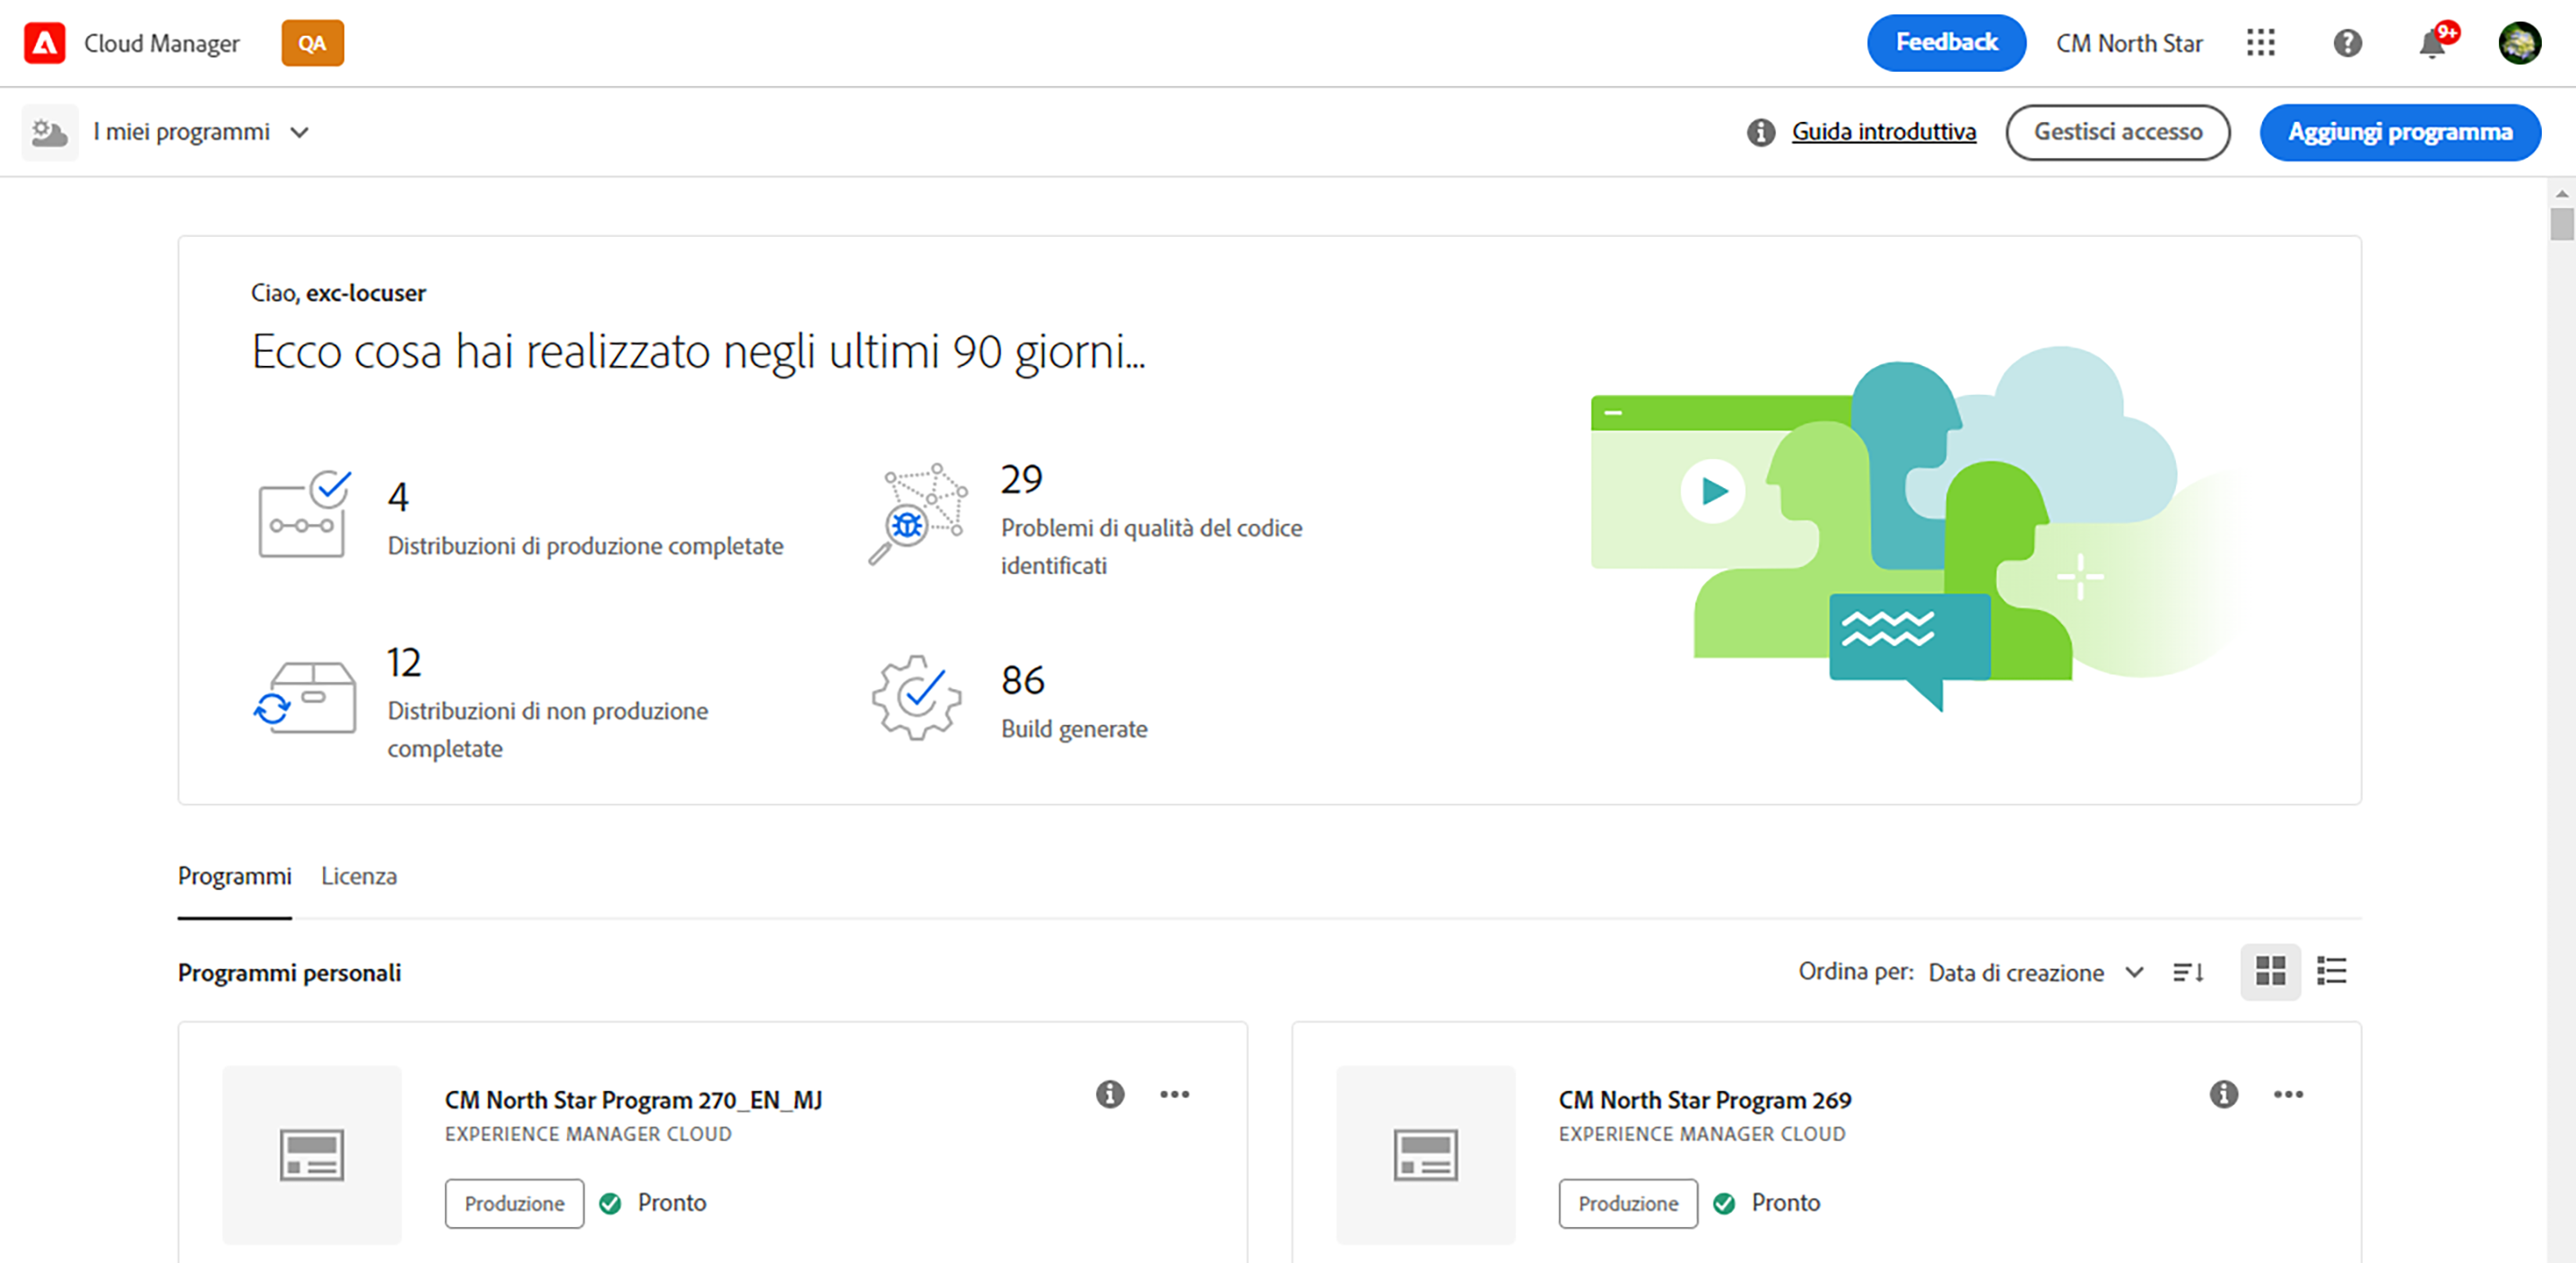 Cloud Manager
QA
Feedback
CM North Star
9+
I miei programmi
Guida introduttiva
Gestisci accesso
Aggiungi programma
Ciao, exc-locuser
Ecco cosa hai realizzato negli ultimi 90 giorni...
4
Distribuzioni di produzione completate
29
Problemi di qualità del codice
identificati
12
Distribuzioni di non produzione
completate
86
Build generate
Programmi
Licenza
Programmi personali
Ordina per: Data di creazione
CM North Star Program 270_EN_MJ
EXPERIENCE MANAGER CLOUD
Produzione
Pronto
CM North Star Program 269
EXPERIENCE MANAGER CLOUD
Produzione
Pronto